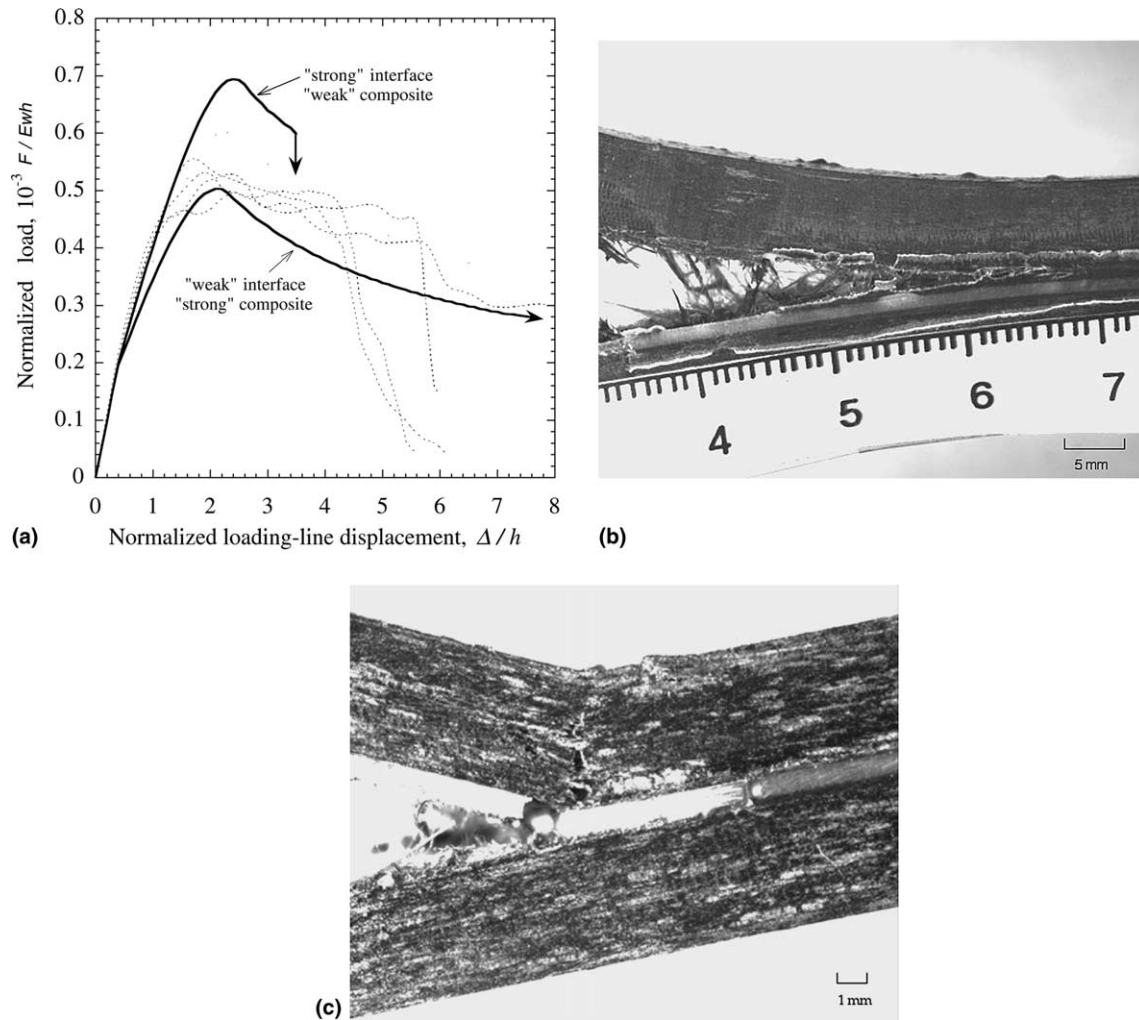 0.8
0.7
0.6
0.5
0.4
0.3
0.2
0.1
0
Normalized load, 10⁻³ F / Ewh
"strong" interface
"weak" composite
"weak" interface
"strong" composite
0 1 2 3 4 5 6 7 8
(a) Normalized loading-line displacement, Δ / h
4 5 6 7
5 mm
(b)
1 mm
(c)